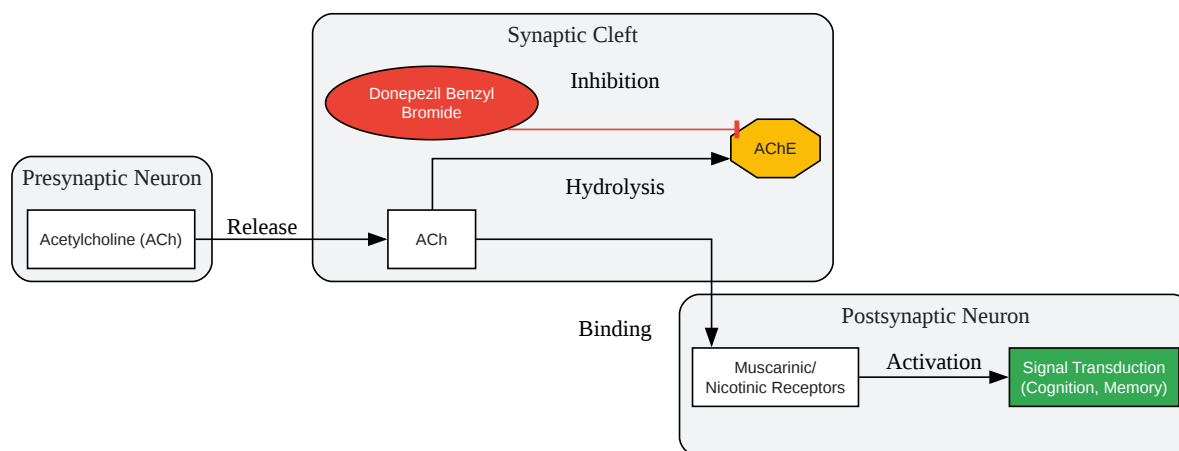 Synaptic Cleft
Donepezil Benzyl
Bromide
Inhibition
AChE
Hydrolysis
Presynaptic Neuron
Acetylcholine (ACh)
Release
ACh
Binding
Postsynaptic Neuron
Muscarinic/
Nicotinic Receptors
Activation
Signal Transduction
(Cognition, Memory)